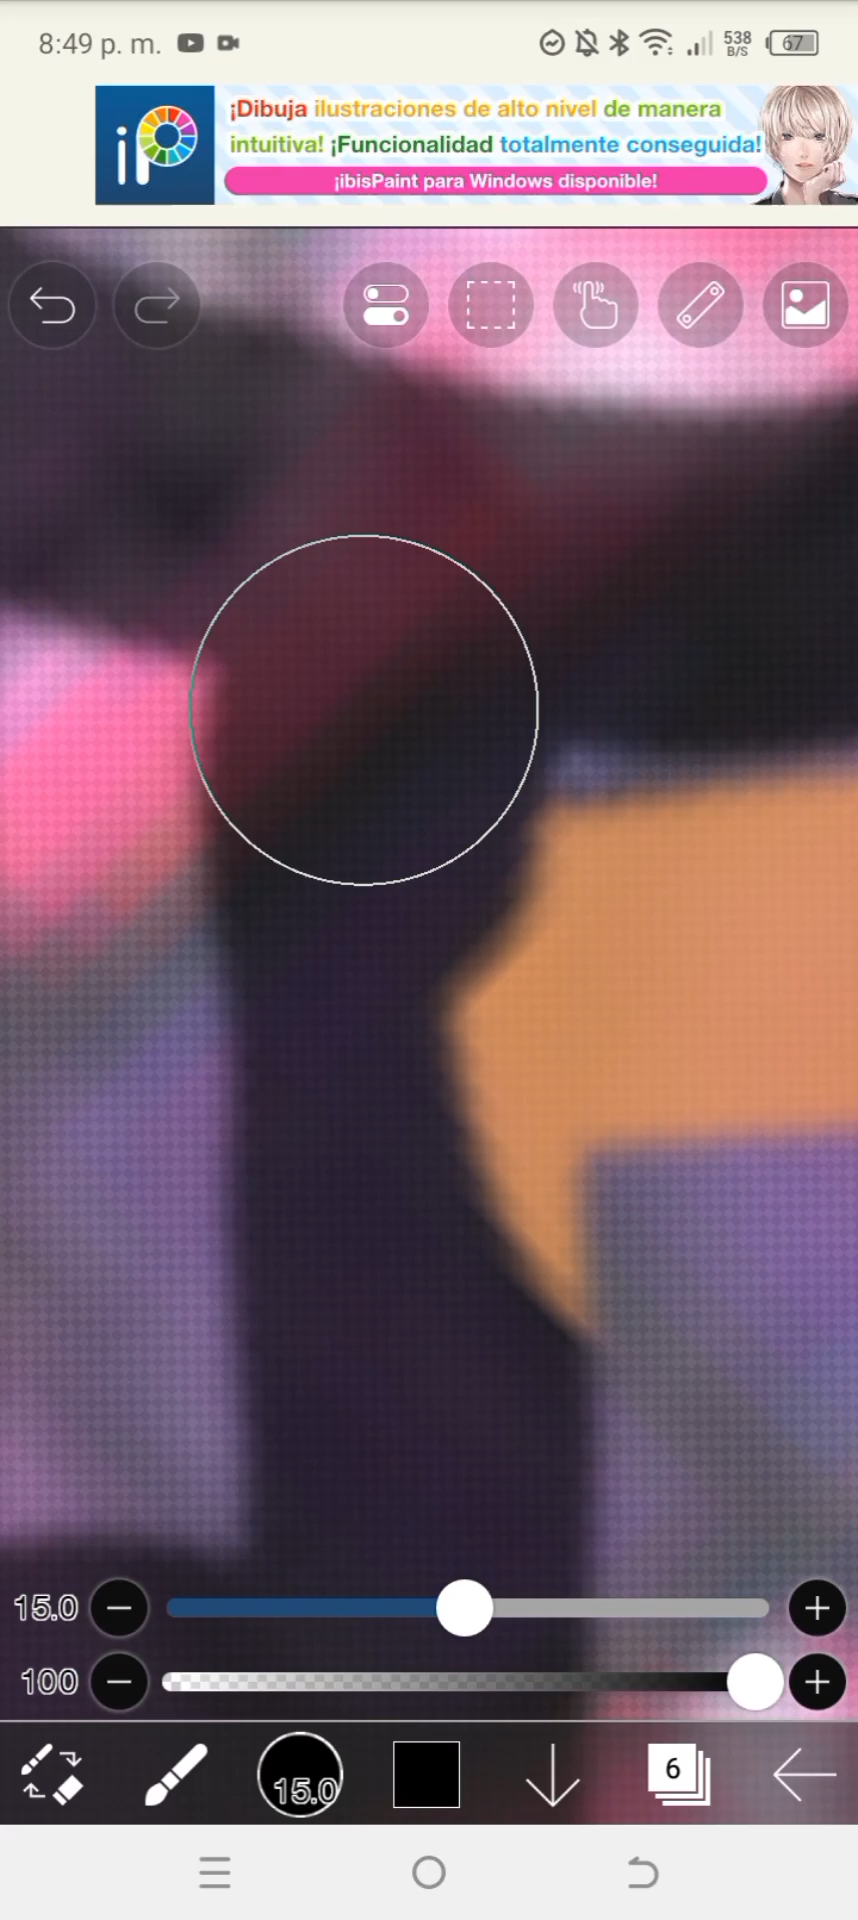 8:49 p. m.
538
B/S
67
iP
¡Dibuja ilustraciones de alto nivel de manera
intuitiva! ¡Funcionalidad totalmente conseguida!
¡ibisPaint para Windows disponible!
15.0
100
15.0
6